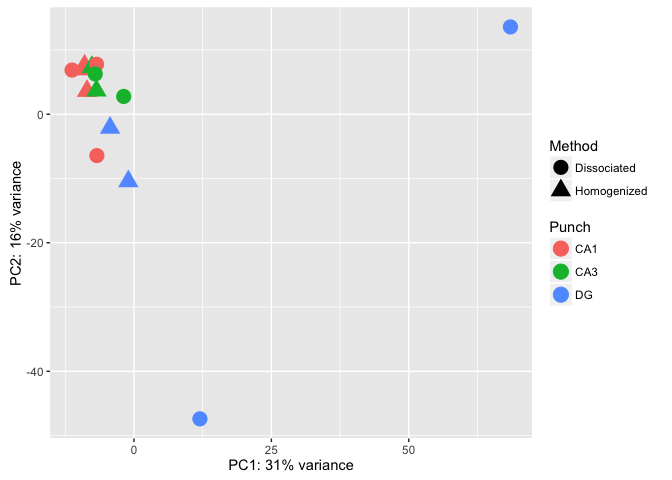 0
-20
-40
PC2: 16% variance
0
25
50
PC1: 31% variance
Method
Dissociated
Homogenized
Punch
CA1
CA3
DG